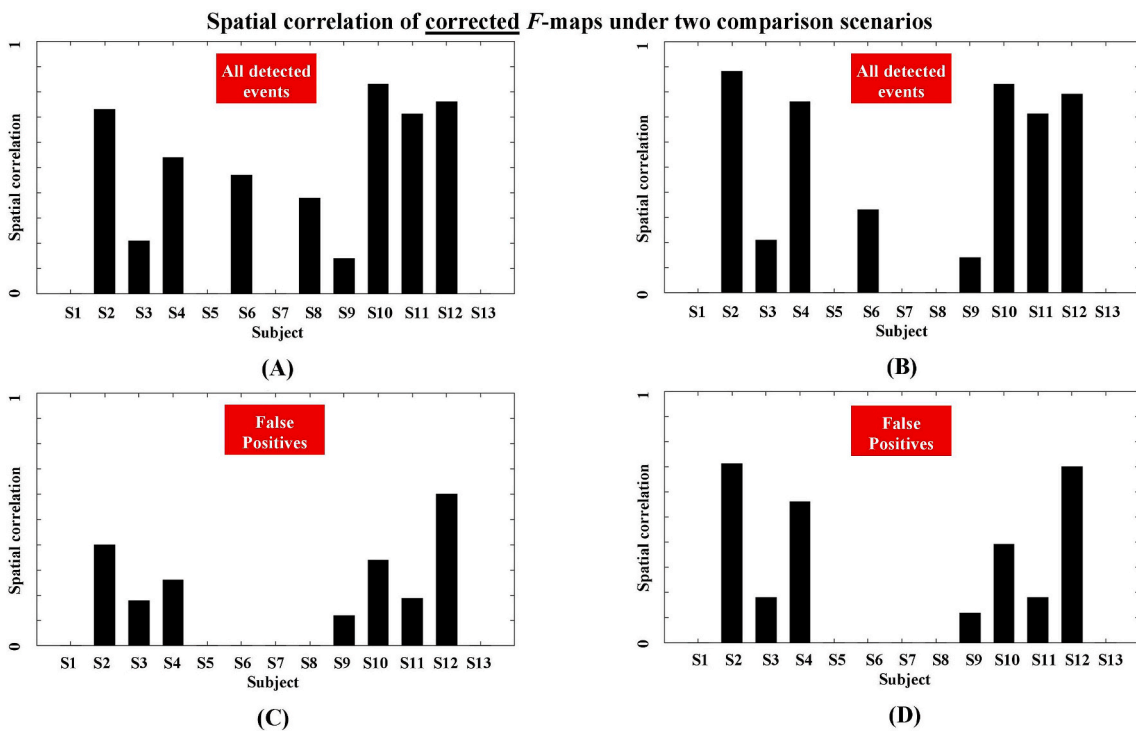 Spatial correlation of corrected F-maps under two comparison scenarios
1
All detected
events
Spatial correlation
0
S1 S2 S3 S4 S5 S6 S7 S8 S9 S10 S11 S12 S13
Subject
(A)
1
All detected
events
Spatial correlation
0
S1 S2 S3 S4 S5 S6 S7 S8 S9 S10 S11 S12 S13
Subject
(B)
1
False
Positives
Spatial correlation
0
S1 S2 S3 S4 S5 S6 S7 S8 S9 S10 S11 S12 S13
Subject
(C)
1
False
Positives
Spatial correlation
0
S1 S2 S3 S4 S5 S6 S7 S8 S9 S10 S11 S12 S13
Subject
(D)